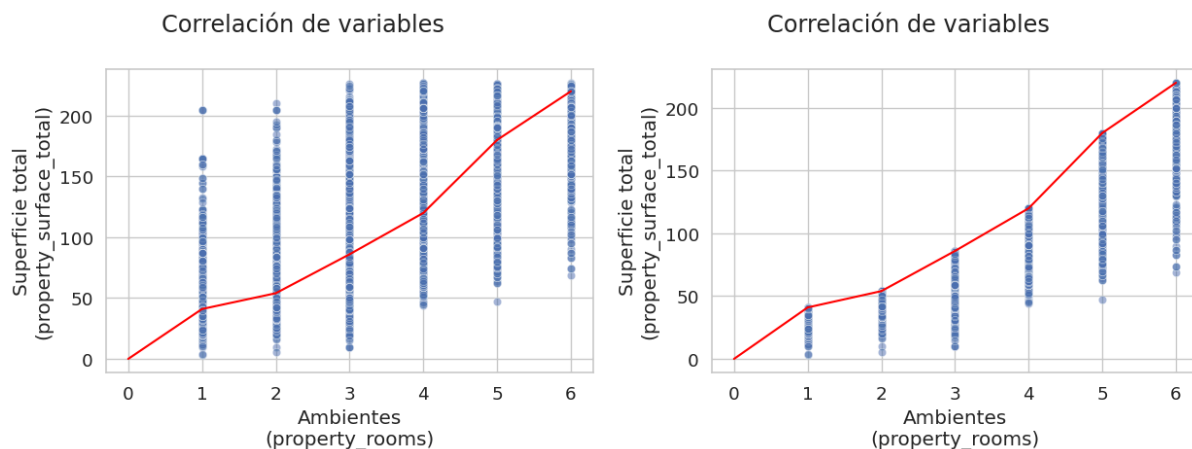 Correlación de variables
Superficie total
(property_surface_total)
200
150
100
50
0
0 1 2 3 4 5 6
Ambientes
(property_rooms)
Correlación de variables
Superficie total
(property_surface_total)
200
150
100
50
0
0 1 2 3 4 5 6
Ambientes
(property_rooms)